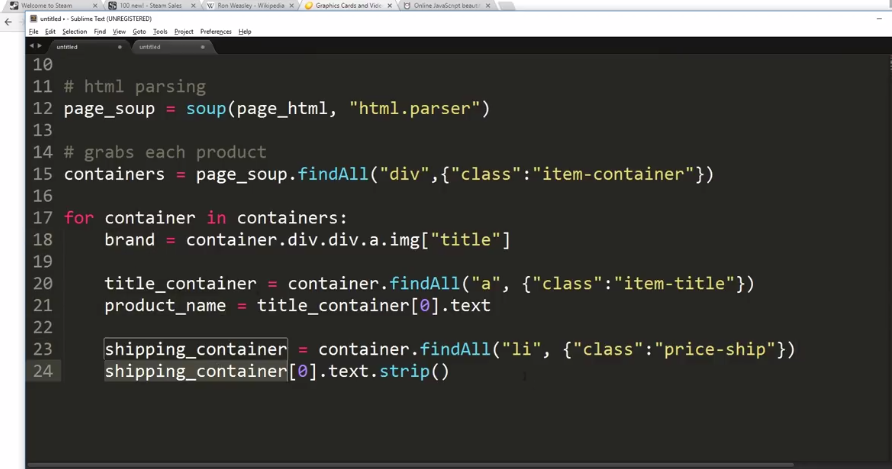 Welcome to Steam
100 new! - Steam Sales
Ron Weasley - Wikipedia
Graphics Cards and Vide
Online JavaScript beauti
untitled • - Sublime Text (UNREGISTERED)
File Edit Selection Find View Goto Tools Project Preferences Help
untitled untitled
10
11 # html parsing
12 page_soup = soup(page_html, "html.parser")
13
14 # grabs each product
15 containers = page_soup.findAll("div",{"class":"item-container"})
16
17 for container in containers:
18 brand = container.div.div.a.img["title"]
19
20 title_container = container.findAll("a", {"class":"item-title"})
21 product_name = title_container[0].text
22
23 shipping_container = container.findAll("li", {"class":"price-ship"})
24 shipping_container[0].text.strip()